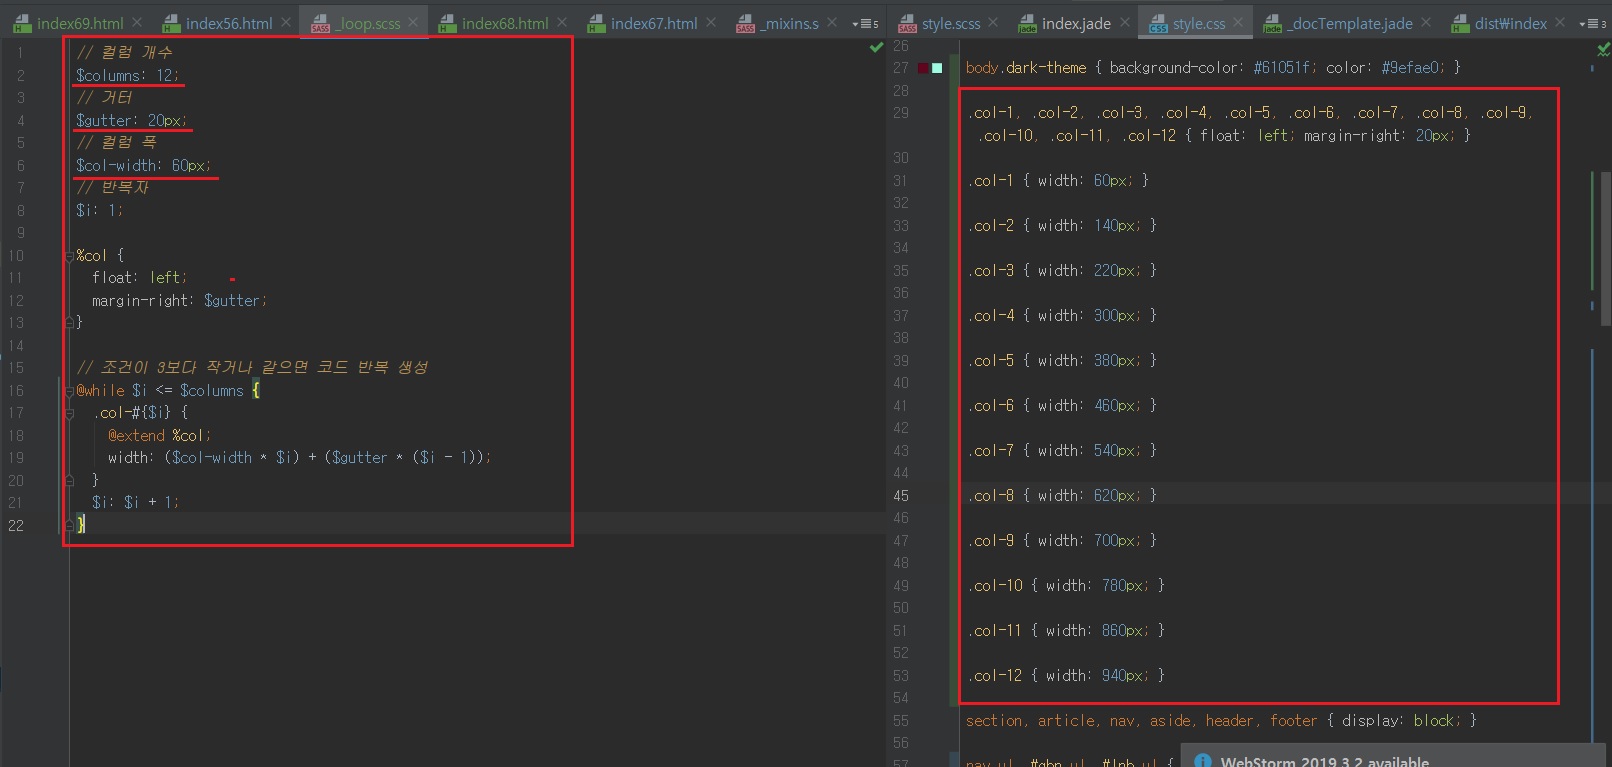 index69.html
index56.html
_loop.scss
index68.html
index67.html
_mixins.s
5
style.scss
index.jade
style.css
_docTemplate.jade
dist₩index
3
1 // 컬럼 개수
2 $columns: 12;
3 // 거터
4 $gutter: 20px;
5 // 컬럼 폭
6 $col-width: 60px;
7 // 반복자
8 $i: 1;
9
10 %col {
11 float: left;
12 margin-right: $gutter;
13 }
14
15 // 조건이 3보다 작거나 같으면 코드 반복 생성
16 @while $i <= $columns {
17 .col-#{$i} {
18 @extend %col;
19 width: ($col-width * $i) + ($gutter * ($i - 1));
20 }
21 $i: $i + 1;
22 }
26
27 body.dark-theme { background-color: #61051f; color: #9efae0; }
28
29 .col-1, .col-2, .col-3, .col-4, .col-5, .col-6, .col-7, .col-8, .col-9,
.col-10, .col-11, .col-12 { float: left; margin-right: 20px; }
30
31 .col-1 { width: 60px; }
32
33 .col-2 { width: 140px; }
34
35 .col-3 { width: 220px; }
36
37 .col-4 { width: 300px; }
38
39 .col-5 { width: 380px; }
40
41 .col-6 { width: 460px; }
42
43 .col-7 { width: 540px; }
44
45 .col-8 { width: 620px; }
46
47 .col-9 { width: 700px; }
48
49 .col-10 { width: 780px; }
50
51 .col-11 { width: 860px; }
52
53 .col-12 { width: 940px; }
54
55 section, article, nav, aside, header, footer { display: block; }
56
57 nav ul, #gbn ul, #lnb ul {
WebStorm 2019.3.2 available